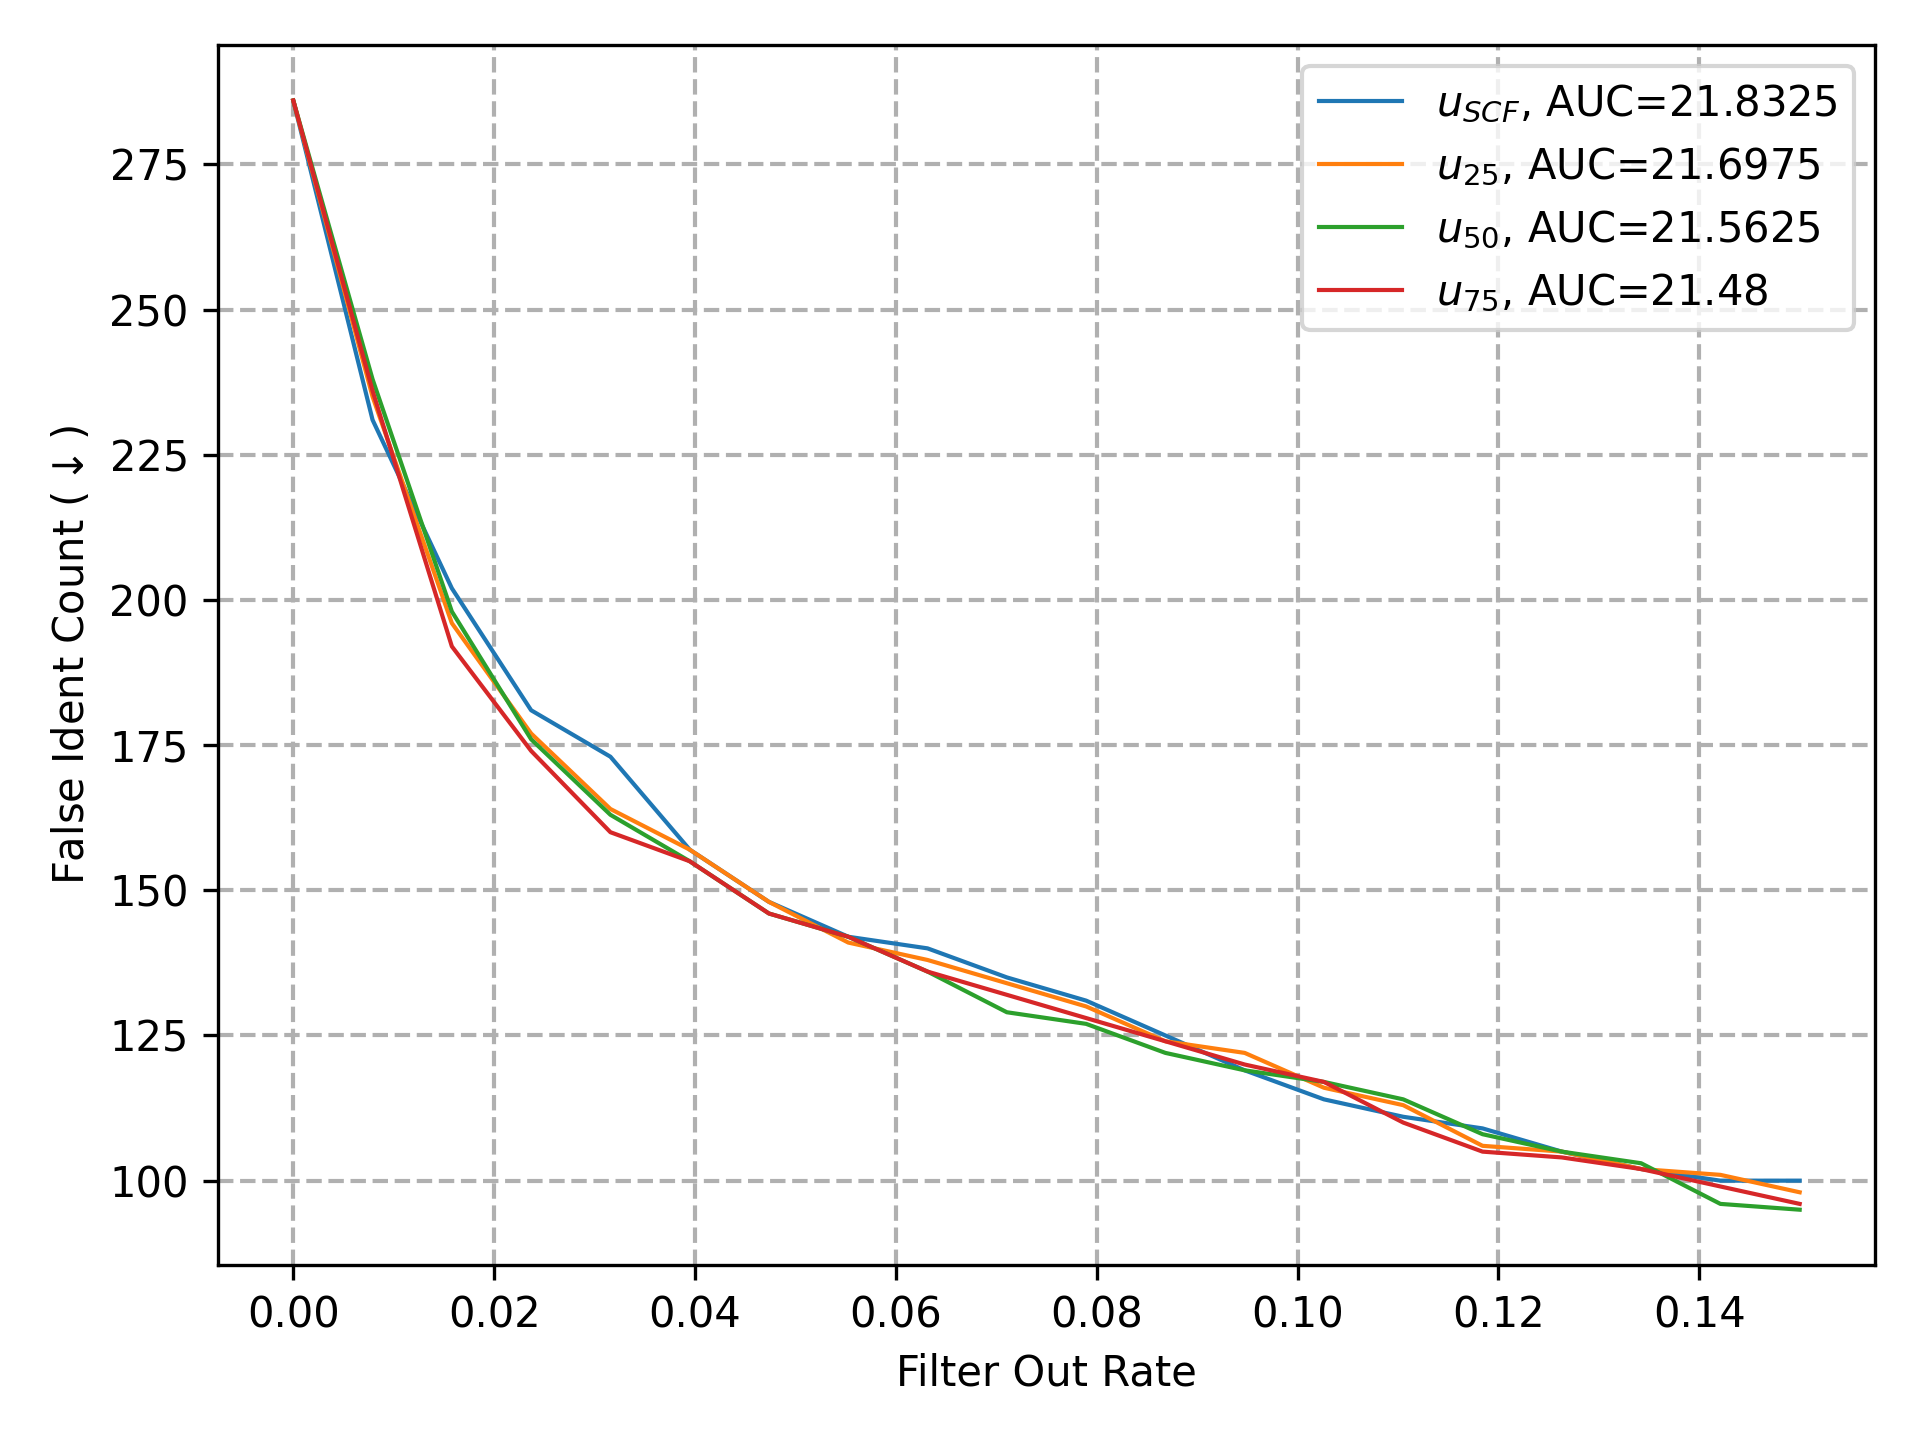 u_SCF, AUC=21.8325
u_25, AUC=21.6975
u_50, AUC=21.5625
u_75, AUC=21.48
275
250
225
200
175
150
125
100
False Ident Count (↓)
0.00 0.02 0.04 0.06 0.08 0.10 0.12 0.14
Filter Out Rate